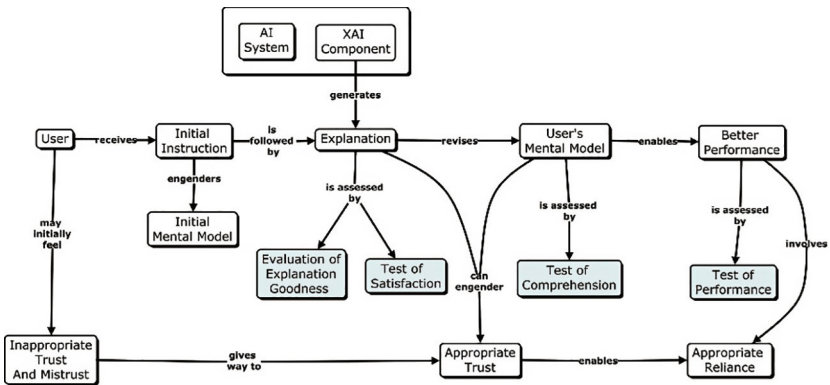 AI
System
XAI
Component
generates
User
receives
Initial
Instruction
is
followed
by
Explanation
revises
User's
Mental Model
enables
Better
Performance
engenders
Initial
Mental Model
is assessed
by
is assessed
by
is assessed
by
may
initially
feel
involves
Evaluation of
Explanation
Goodness
Test of
Satisfaction
can
engender
Test of
Comprehension
Test of
Performance
Inappropriate
Trust
And Mistrust
gives
way to
Appropriate
Trust
enables
Appropriate
Reliance